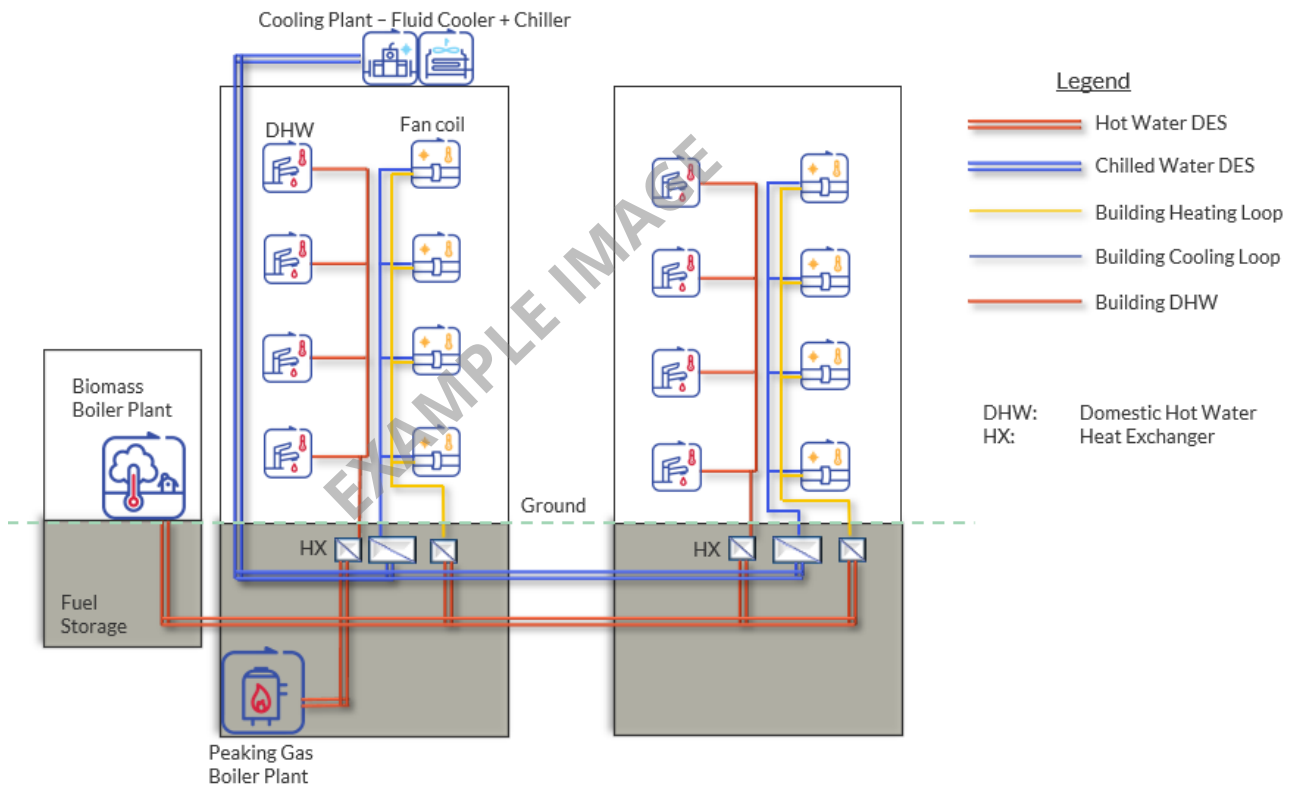 Cooling Plant – Fluid Cooler + Chiller
Legend
DHW
Fan coil
Hot Water DES
Chilled Water DES
Building Heating Loop
Building Cooling Loop
Building DHW
EXAMPLE IMAGE
Biomass
Boiler Plant
DHW: Domestic Hot Water
HX: Heat Exchanger
Ground
HX
HX
Fuel
Storage
Peaking Gas
Boiler Plant